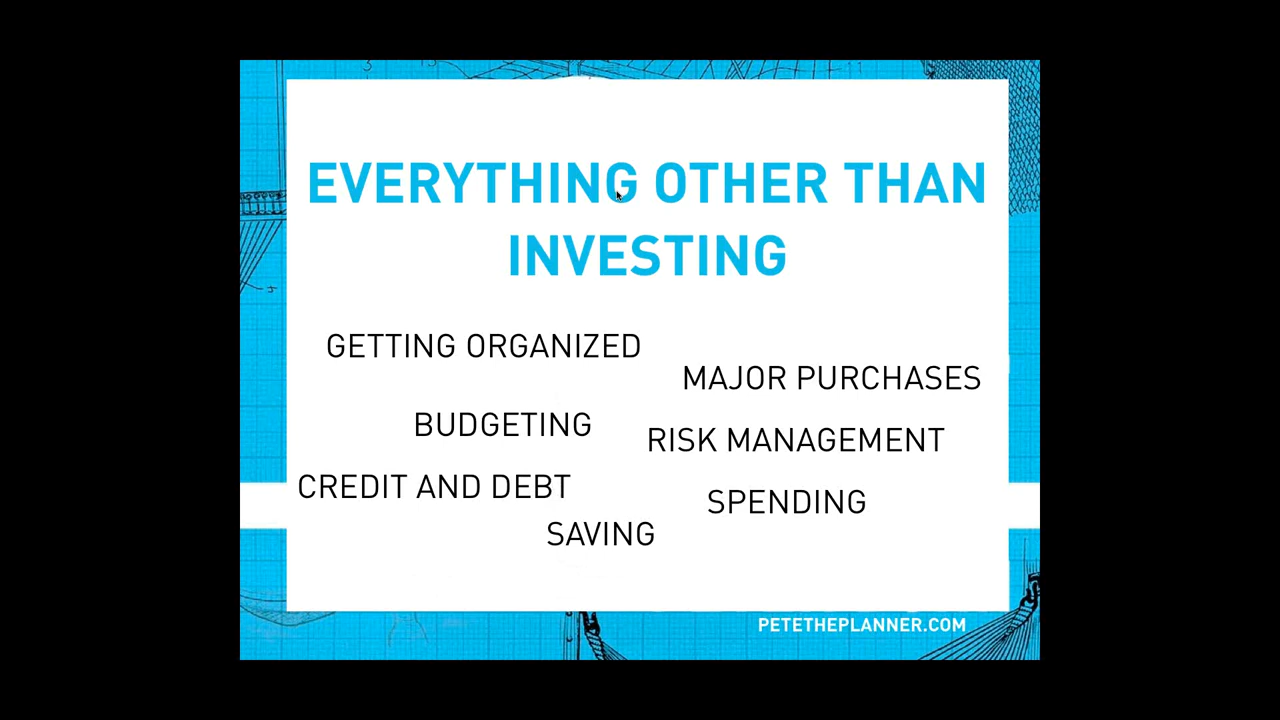 EVERYTHING OTHER THAN
INVESTING
GETTING ORGANIZED
MAJOR PURCHASES
BUDGETING
RISK MANAGEMENT
CREDIT AND DEBT
SPENDING
SAVING
PETETHEPLANNER.COM